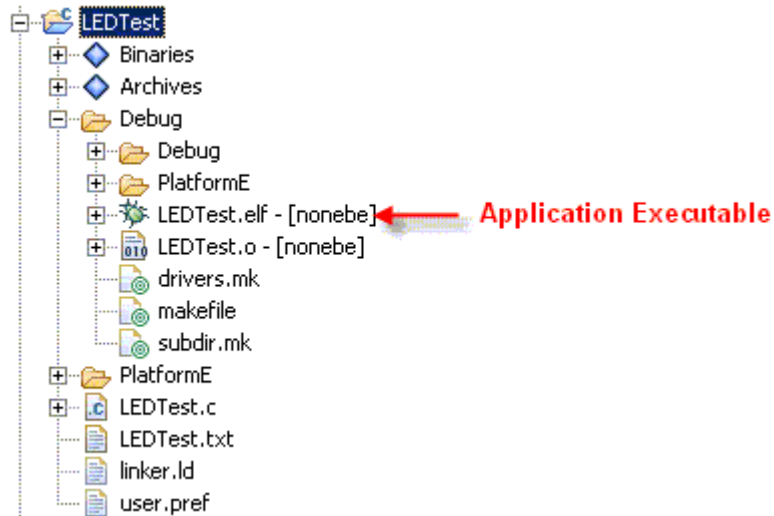 LEDTest
Binaries
Archives
Debug
Debug
PlatformE
LEDTest.elf - [nonebe] Application Executable
LEDTest.o - [nonebe]
drivers.mk
makefile
subdir.mk
PlatformE
LEDTest.c
LEDTest.txt
linker.ld
user.pref